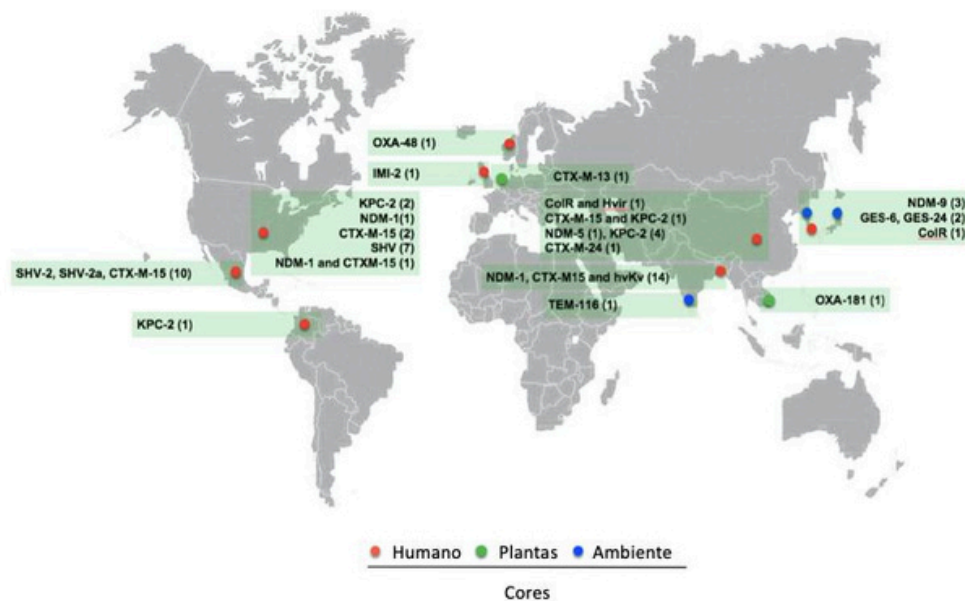 OXA-48 (1)
IMI-2 (1)
CTX-M-13 (1)
KPC-2 (2)
NDM-1(1)
CTX-M-15 (2)
SHV (7)
NDM-1 and CTXM-15 (1)
ColR and Hvir (1)
CTX-M-15 and KPC-2 (1)
NDM-5 (1), KPC-2 (4)
CTX-M-24 (1)
NDM-9 (3)
GES-6, GES-24 (2)
ColR (1)
SHV-2, SHV-2a, CTX-M-15 (10)
NDM-1, CTX-M15 and hvKv (14)
TEM-116 (1)
OXA-181 (1)
KPC-2 (1)
Humano Plantas Ambiente
Cores